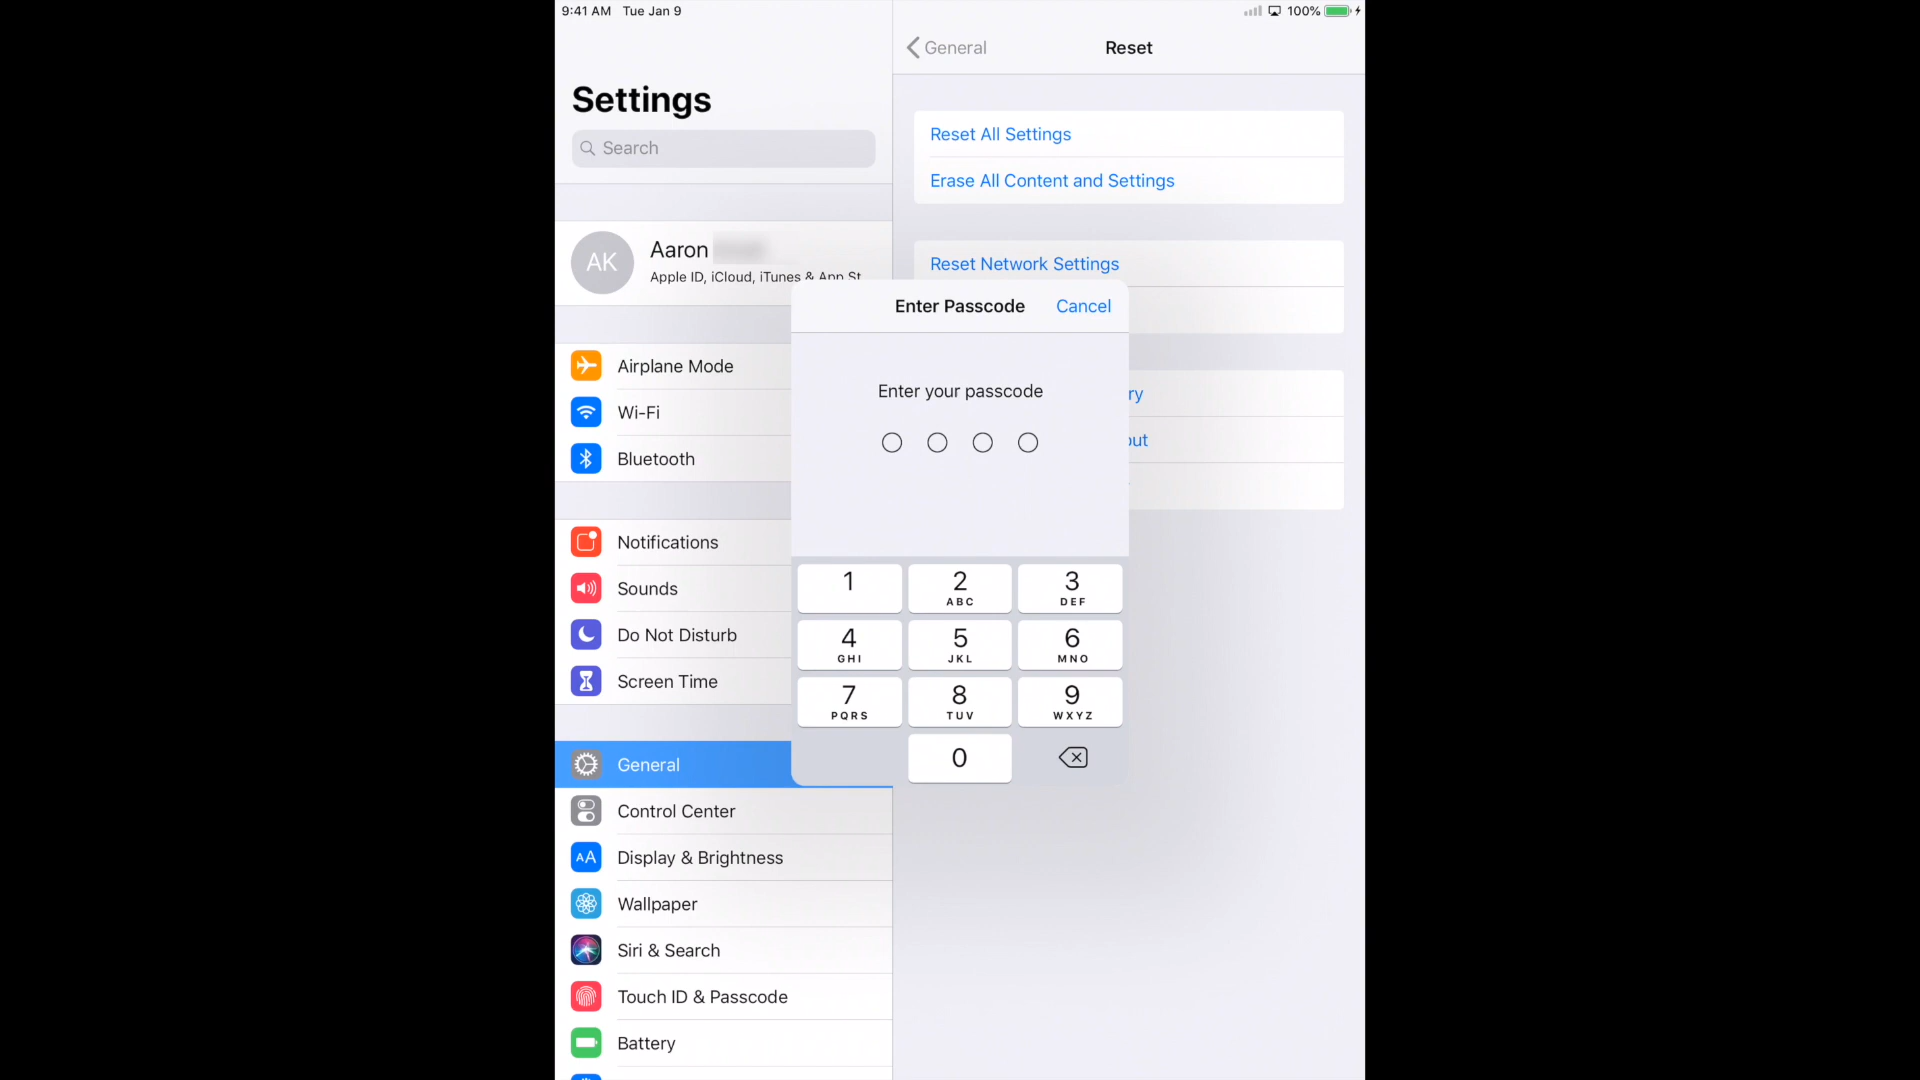 9:41 AM Tue Jan 9
100%
Settings
Search
AK
Aaron
Apple ID, iCloud, iTunes & App St
Airplane Mode
Wi-Fi
Bluetooth
Notifications
Sounds
Do Not Disturb
Screen Time
General
Control Center
Display & Brightness
AA
Wallpaper
Siri & Search
Touch ID & Passcode
Battery
General
Reset
Reset All Settings
Erase All Content and Settings
Reset Network Settings
ry
out
Enter Passcode
Cancel
Enter your passcode
1
2
ABC
3
DEF
4
GHI
5
JKL
6
MNO
7
PQRS
8
TUV
9
WXYZ
0